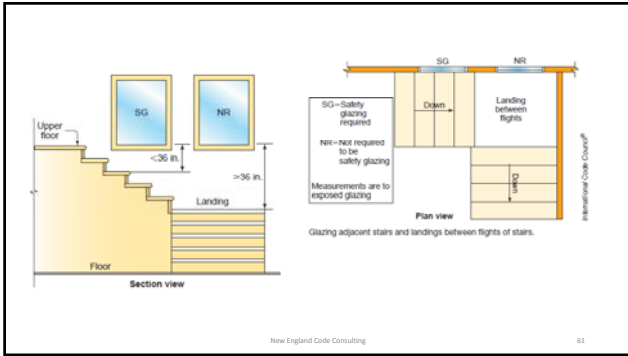 SG
NR
Upper
floor
<36 in.
>36 in.
Landing
Floor
Section view
SG
NR
SG–Safety
glazing
required
NR–Not required
to be
safety glazing
Measurements are to
exposed glazing
Down
Landing
between
flights
Down
Plan view
International Code Council®
Glazing adjacent stairs and landings between flights of stairs.
New England Code Consulting
61